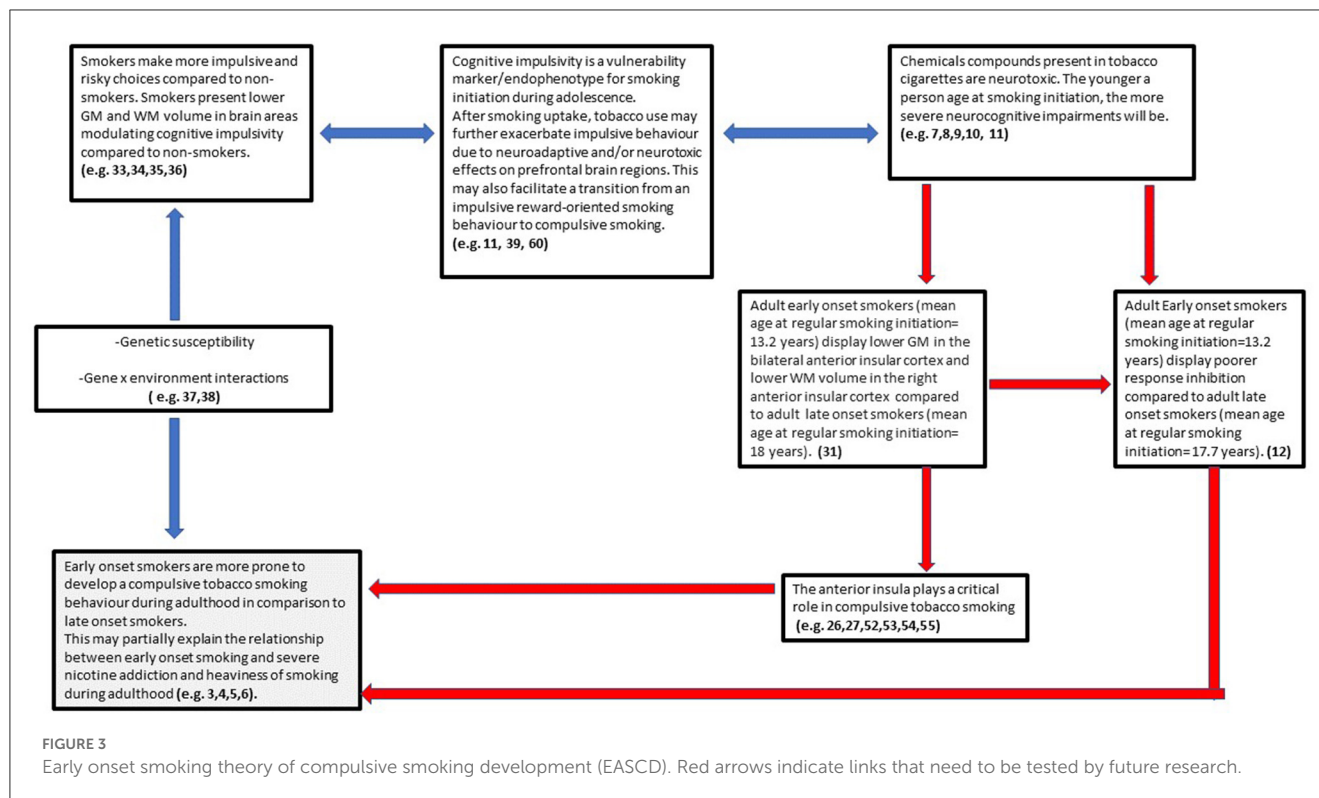 Smokers make more impulsive and
risky choices compared to non-
smokers. Smokers present lower
GM and WM volume in brain areas
modulating cognitive impulsivity
compared to non-smokers.
(e.g. 33,34,35,36)
Cognitive impulsivity is a vulnerability
marker/endophenotype for smoking
initiation during adolescence.
After smoking uptake, tobacco use may
further exacerbate impulsive behaviour
due to neuroadaptive and/or neurotoxic
effects on prefrontal brain regions. This
may also facilitate a transition from an
impulsive reward-oriented smoking
behaviour to compulsive smoking.
(e.g. 11, 39, 60)
Chemicals compounds present in tobacco
cigarettes are neurotoxic. The younger a
person age at smoking initiation, the more
severe neurocognitive impairments will be.
(e.g. 7,8,9,10, 11)
-Genetic susceptibility
-Gene x environment interactions
( e.g. 37,38)
Adult early onset smokers (mean
age at regular smoking initiation=
13.2 years) display lower GM in the
bilateral anterior insular cortex and
lower WM volume in the right
anterior insular cortex compared
to adult late onset smokers (mean
age at regular smoking initiation=
18 years). (31)
Adult Early onset smokers
(mean age at regular
smoking initiation=13.2
years) display poorer
response inhibition
compared to adult late
onset smokers (mean age
at regular smoking
initiation=17.7 years). (12)
Early onset smokers are more prone to
develop a compulsive tobacco smoking
behaviour during adulthood in comparison to
late onset smokers.
This may partially explain the relationship
between early onset smoking and severe
nicotine addiction and heaviness of smoking
during adulthood (e.g. 3,4,5,6).
The anterior insula plays a critical
role in compulsive tobacco smoking
(e.g. 26,27,52,53,54,55)
FIGURE 3
Early onset smoking theory of compulsive smoking development (EASCD). Red arrows indicate links that need to be tested by future research.